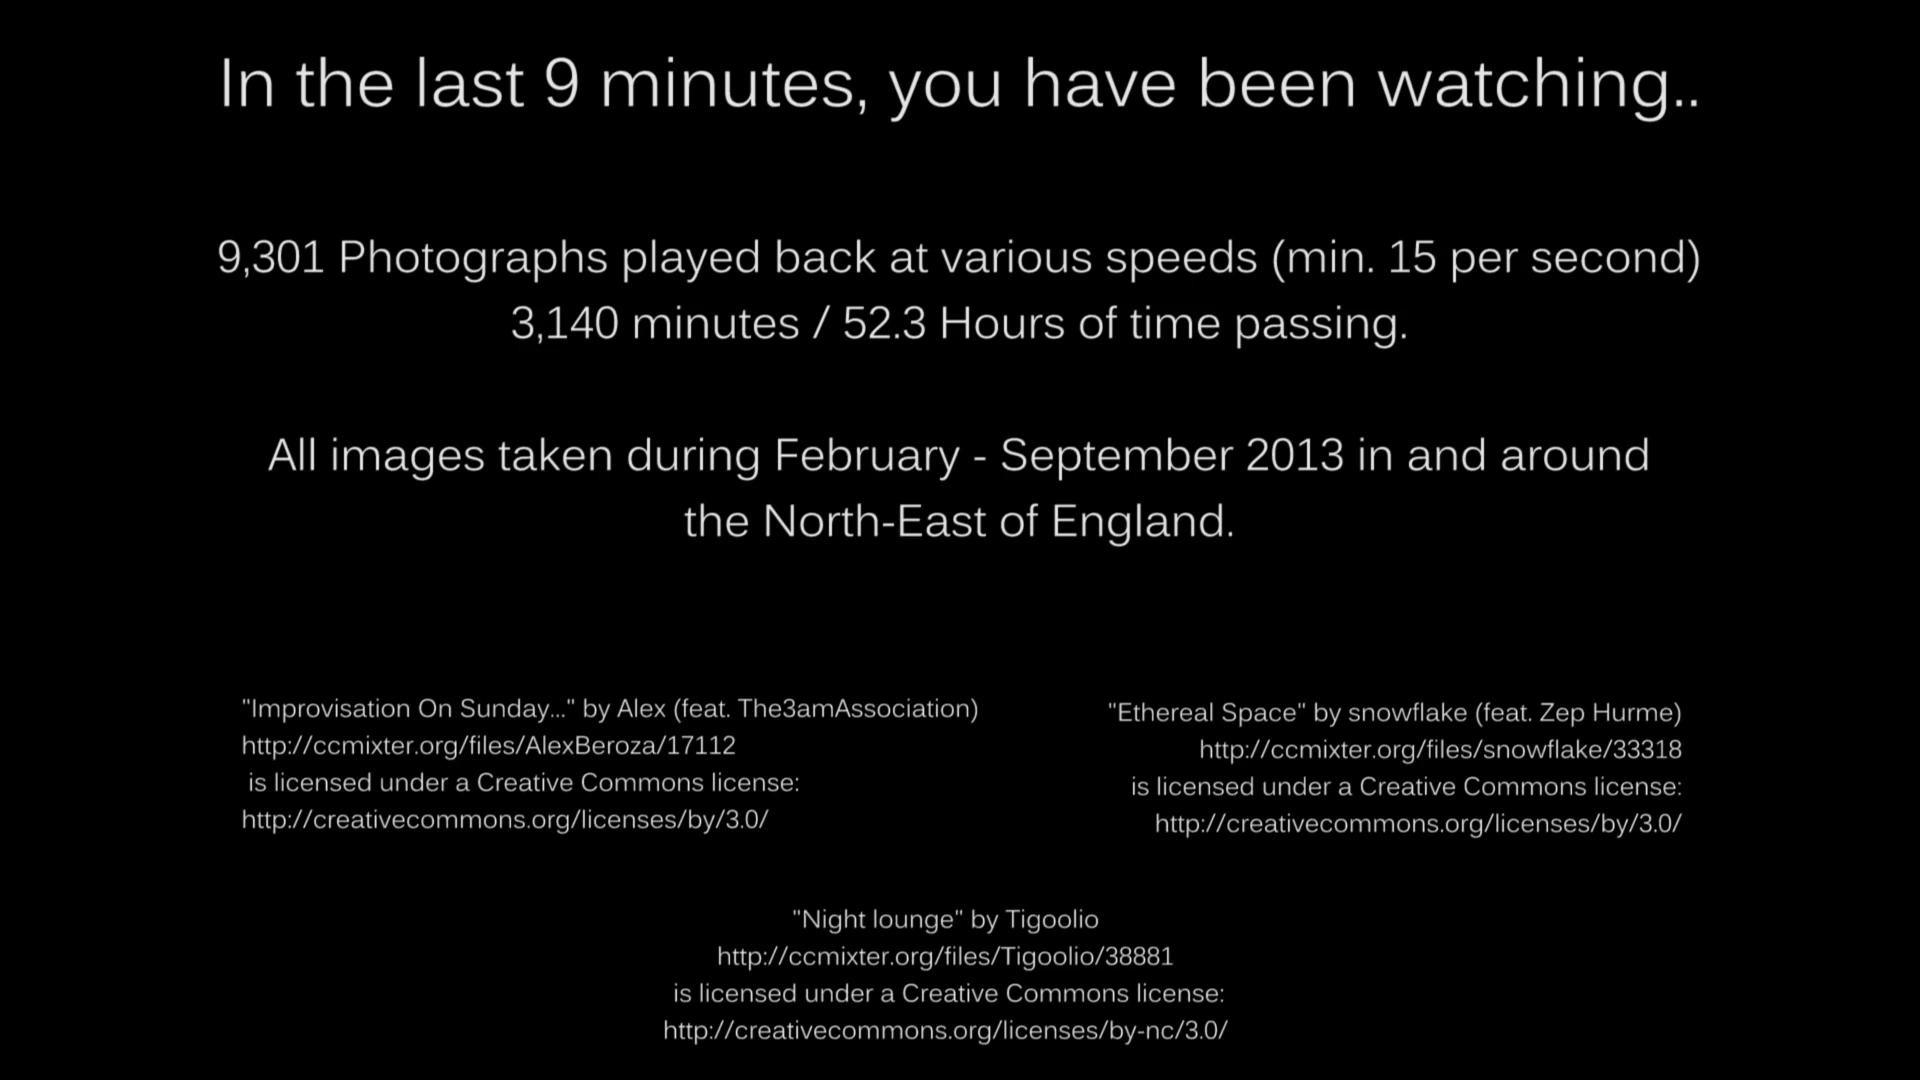 In the last 9 minutes, you have been watching..
9,301 Photographs played back at various speeds (min. 15 per second)
3,140 minutes / 52.3 Hours of time passing.
All images taken during February - September 2013 in and around
the North-East of England.
"Improvisation On Sunday..." by Alex (feat. The3amAssociation)
http://ccmixter.org/files/AlexBeroza/17112
is licensed under a Creative Commons license:
http://creativecommons.org/licenses/by/3.0/
"Ethereal Space" by snowflake (feat. Zep Hurme)
http://ccmixter.org/files/snowflake/33318
is licensed under a Creative Commons license:
http://creativecommons.org/licenses/by/3.0/
"Night lounge" by Tigoolio
http://ccmixter.org/files/Tigoolio/38881
is licensed under a Creative Commons license:
http://creativecommons.org/licenses/by-nc/3.0/